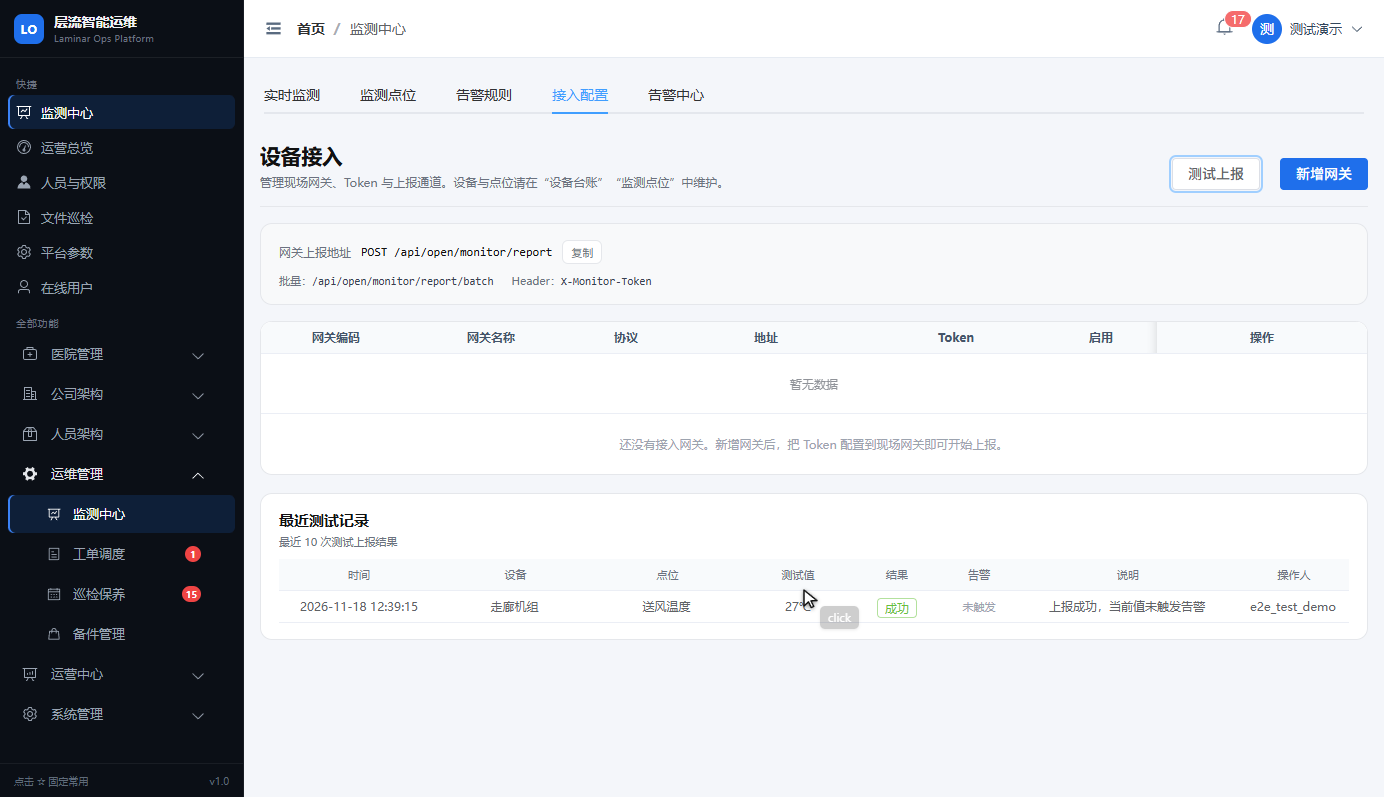 LO
层流智能运维
Laminar Ops Platform
快捷
监测中心
运营总览
人员与权限
文件巡检
平台参数
在线用户
全部功能
医院管理
公司架构
人员架构
运维管理
监测中心
工单调度 1
巡检保养 15
备件管理
运营中心
系统管理
点击 ☆ 固定常用 v1.0
首页 / 监测中心
17 测 测试演示
实时监测 监测点位 告警规则 接入配置 告警中心
设备接入
管理现场网关、Token 与上报通道。设备与点位请在“设备台账”“监测点位”中维护。
测试上报 新增网关
网关上报地址 POST /api/open/monitor/report 复制
批量: /api/open/monitor/report/batch Header: X-Monitor-Token
网关编码 网关名称 协议 地址 Token 启用 操作
暂无数据
还没有接入网关。新增网关后，把 Token 配置到现场网关即可开始上报。
最近测试记录
最近 10 次测试上报结果
时间 设备 点位 测试值 结果 告警 说明 操作人
2026-11-18 12:39:15 走廊机组 送风温度 27 成功 未触发 上报成功，当前值未触发告警 e2e_test_demo
click